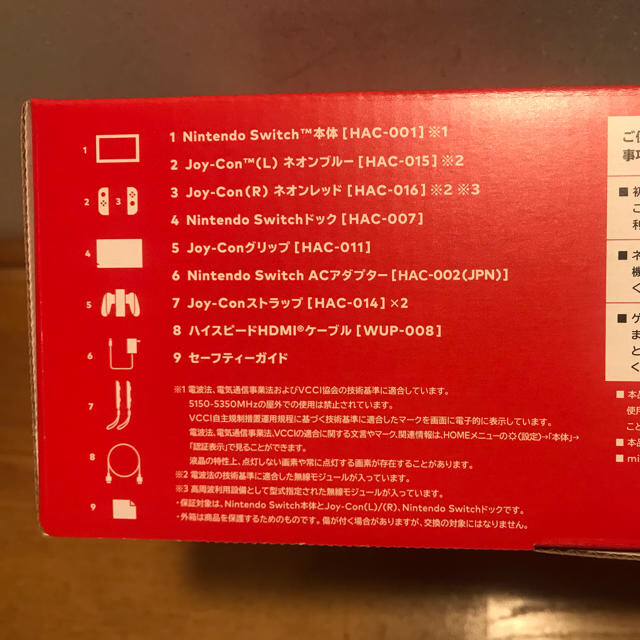 1 Nintendo Switch™本体 [HAC-001] ※1
2 Joy-Con™(L) ネオンブルー [HAC-015] ※2
3 Joy-Con(R) ネオンレッド [HAC-016] ※2 ※3
4 Nintendo Switchドック [HAC-007]
5 Joy-Conグリップ [HAC-011]
6 Nintendo Switch ACアダプター [HAC-002(JPN)]
7 Joy-Conストラップ [HAC-014] ×2
8 ハイスピードHDMI®ケーブル [WUP-008]
9 セーフティーガイド
1
2
3
4
5
6
7
8
9
※1 電波法、電気通信事業法およびVCCI協会の技術基準に適合しています。
5150-5350MHzの屋外での使用は禁止されています。
VCCI自主規制措置運用規程に基づく技術基準に適合したマークを画面に電子的に表示しています。
電波法、電気通信事業法、VCCIの適合に関する文言やマーク、関連情報は、HOMEメニューの(設定)→「本体」→
「認証表示」で見ることができます。
液晶の特性上、点灯しない画素や常に点灯する画素が存在することがあります。
※2 電波法の技術基準に適合した無線モジュールが入っています。
※3 高周波利用設備として型式指定された無線モジュールが入っています。
・保証対象は、Nintendo Switch本体とJoy-Con(L)/(R)、Nintendo Switchドックです。
・外箱は商品を保護するためのものです。傷が付く場合がありますが、交換の対象にはなりません。
ご使
事項
■ 初
こ
利
■ ネ
機
<
■ ゲ
ま
と
<
■ 本品
使用
こと
■ 本品
■ mi